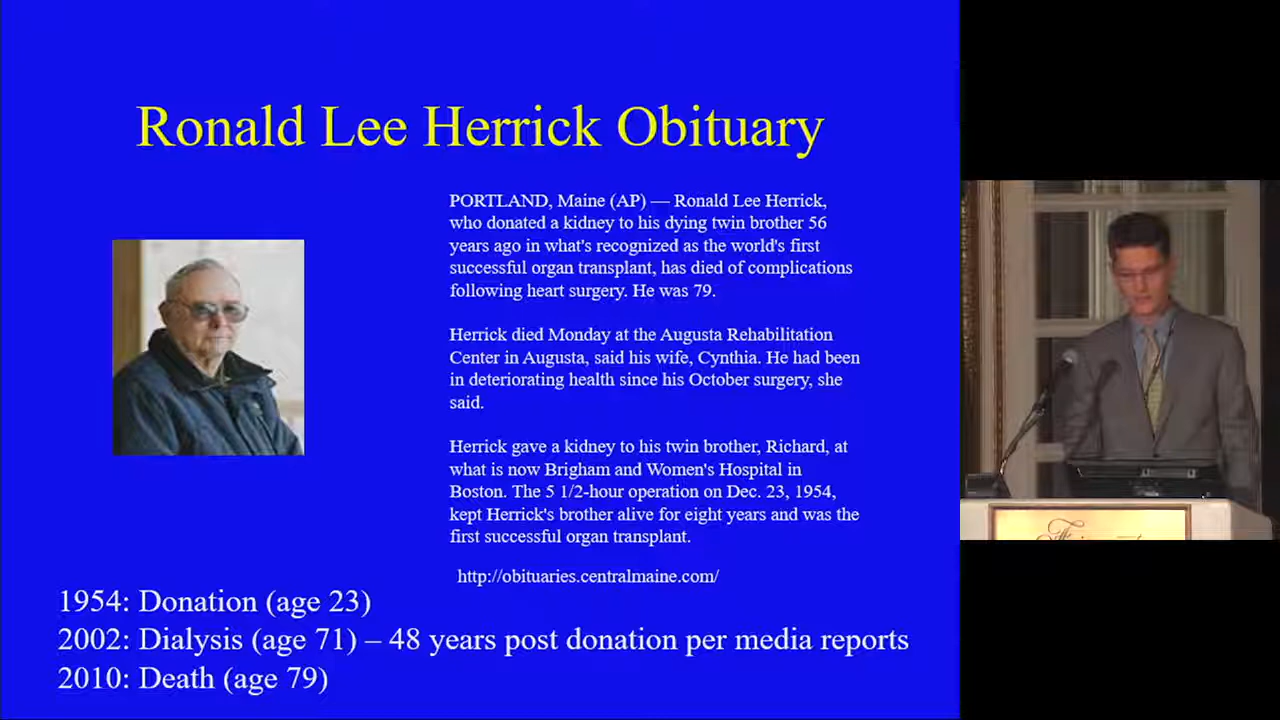 Ronald Lee Herrick Obituary
PORTLAND, Maine (AP) — Ronald Lee Herrick,
who donated a kidney to his dying twin brother 56
years ago in what's recognized as the world's first
successful organ transplant, has died of complications
following heart surgery. He was 79.
Herrick died Monday at the Augusta Rehabilitation
Center in Augusta, said his wife, Cynthia. He had been
in deteriorating health since his October surgery, she
said.
Herrick gave a kidney to his twin brother, Richard, at
what is now Brigham and Women's Hospital in
Boston. The 5 1/2-hour operation on Dec. 23, 1954,
kept Herrick's brother alive for eight years and was the
first successful organ transplant.
http://obituaries.centralmaine.com/
1954: Donation (age 23)
2002: Dialysis (age 71) – 48 years post donation per media reports
2010: Death (age 79)